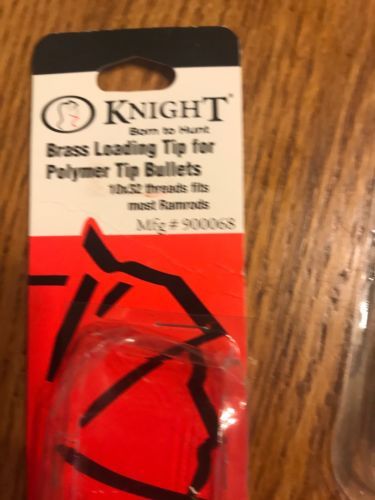 KNIGHT®
Born to Hunt
Brass Loading Tip for
Polymer Tip Bullets
10x32 threads fits
most Ramrods
Mfg # 900068